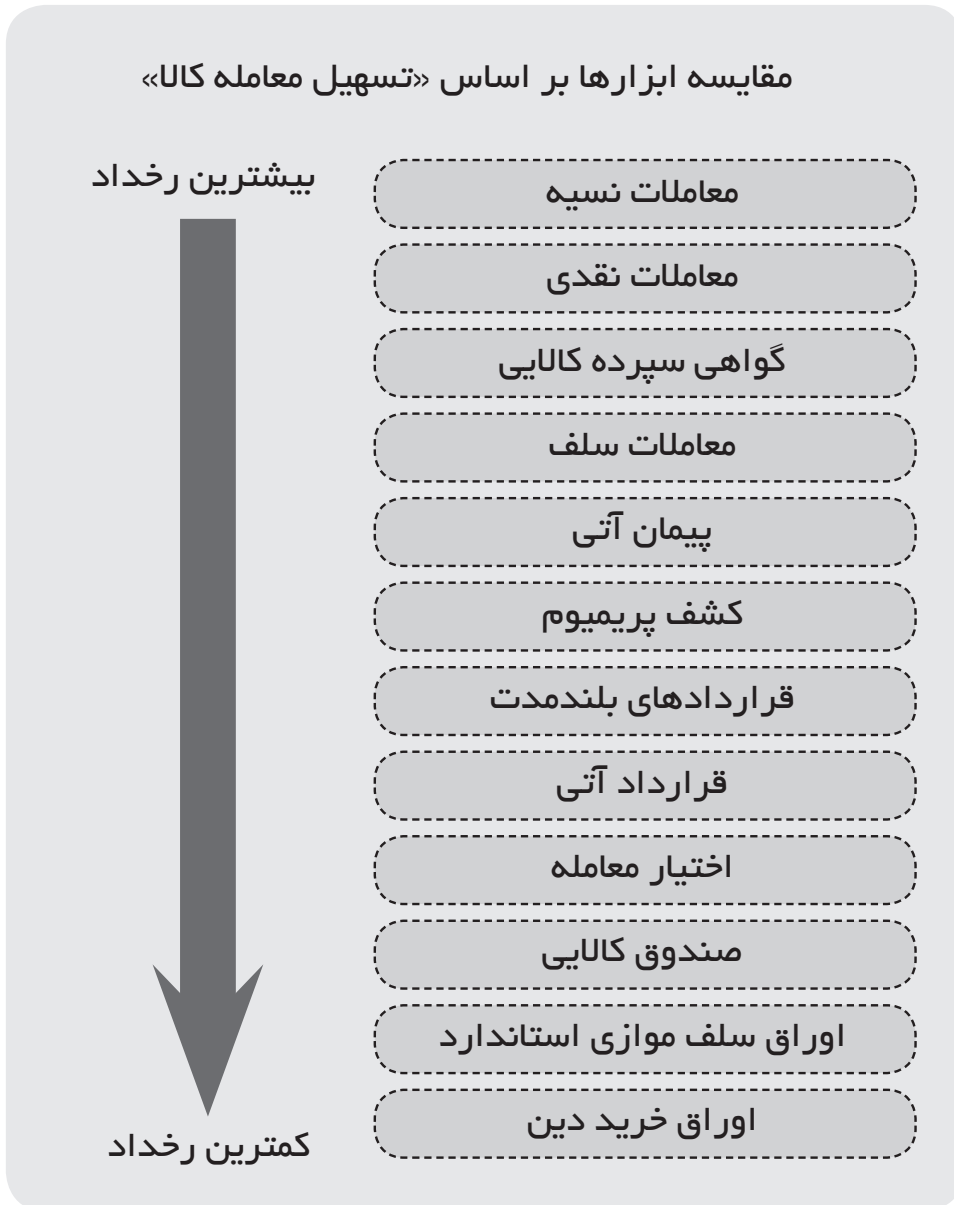 مقایسه ابزارها بر اساس «تسهیل معامله کالا»
بیشترین رخداد
معاملات نسیه
معاملات نقدی
گواهی سپرده کالایی
معاملات سلف
پیمان آتی
کشف پریمیوم
قراردادهای بلندمدت
قرارداد آتی
اختیار معامله
صندوق کالایی
اوراق سلف موازی استاندارد
اوراق خرید دین
کمترین رخداد